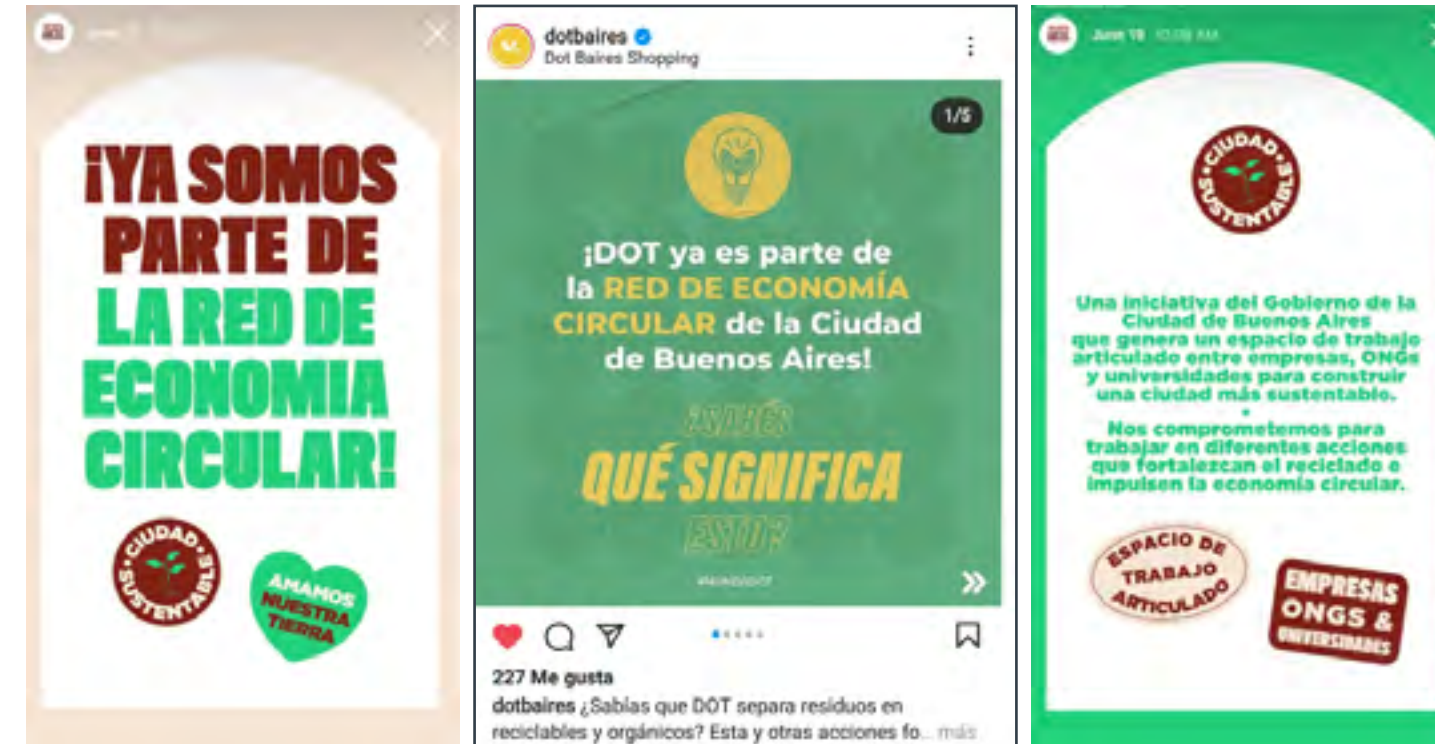 ¡YA SOMOS
PARTE DE
LA RED DE
ECONOMIA
CIRCULAR!
CIUDAD
SUSTENTABLE
AMAMOS
NUESTRA
TIERRA
dotbaires
Dot Baires Shopping
1/5
¡DOT ya es parte de
la RED DE ECONOMÍA
CIRCULAR de la Ciudad
de Buenos Aires!
¿SABÉS
QUÉ SIGNIFICA
ESTO?
227 Me gusta
dotbaires ¿Sabías que DOT separa residuos en
reciclables y orgánicos? Esta y otras acciones fo... más
June 19
CIUDAD
SUSTENTABLE
Una iniciativa del Gobierno de la
Ciudad de Buenos Aires
que genera un espacio de trabajo
articulado entre empresas, ONGs
y universidades para construir
una ciudad más sustentable.
Nos comprometemos para
trabajar en diferentes acciones
que fortalezcan el reciclado e
impulsen la economía circular.
ESPACIO DE
TRABAJO
ARTICULADO
EMPRESAS
ONGS &
UNIVERSIDADES